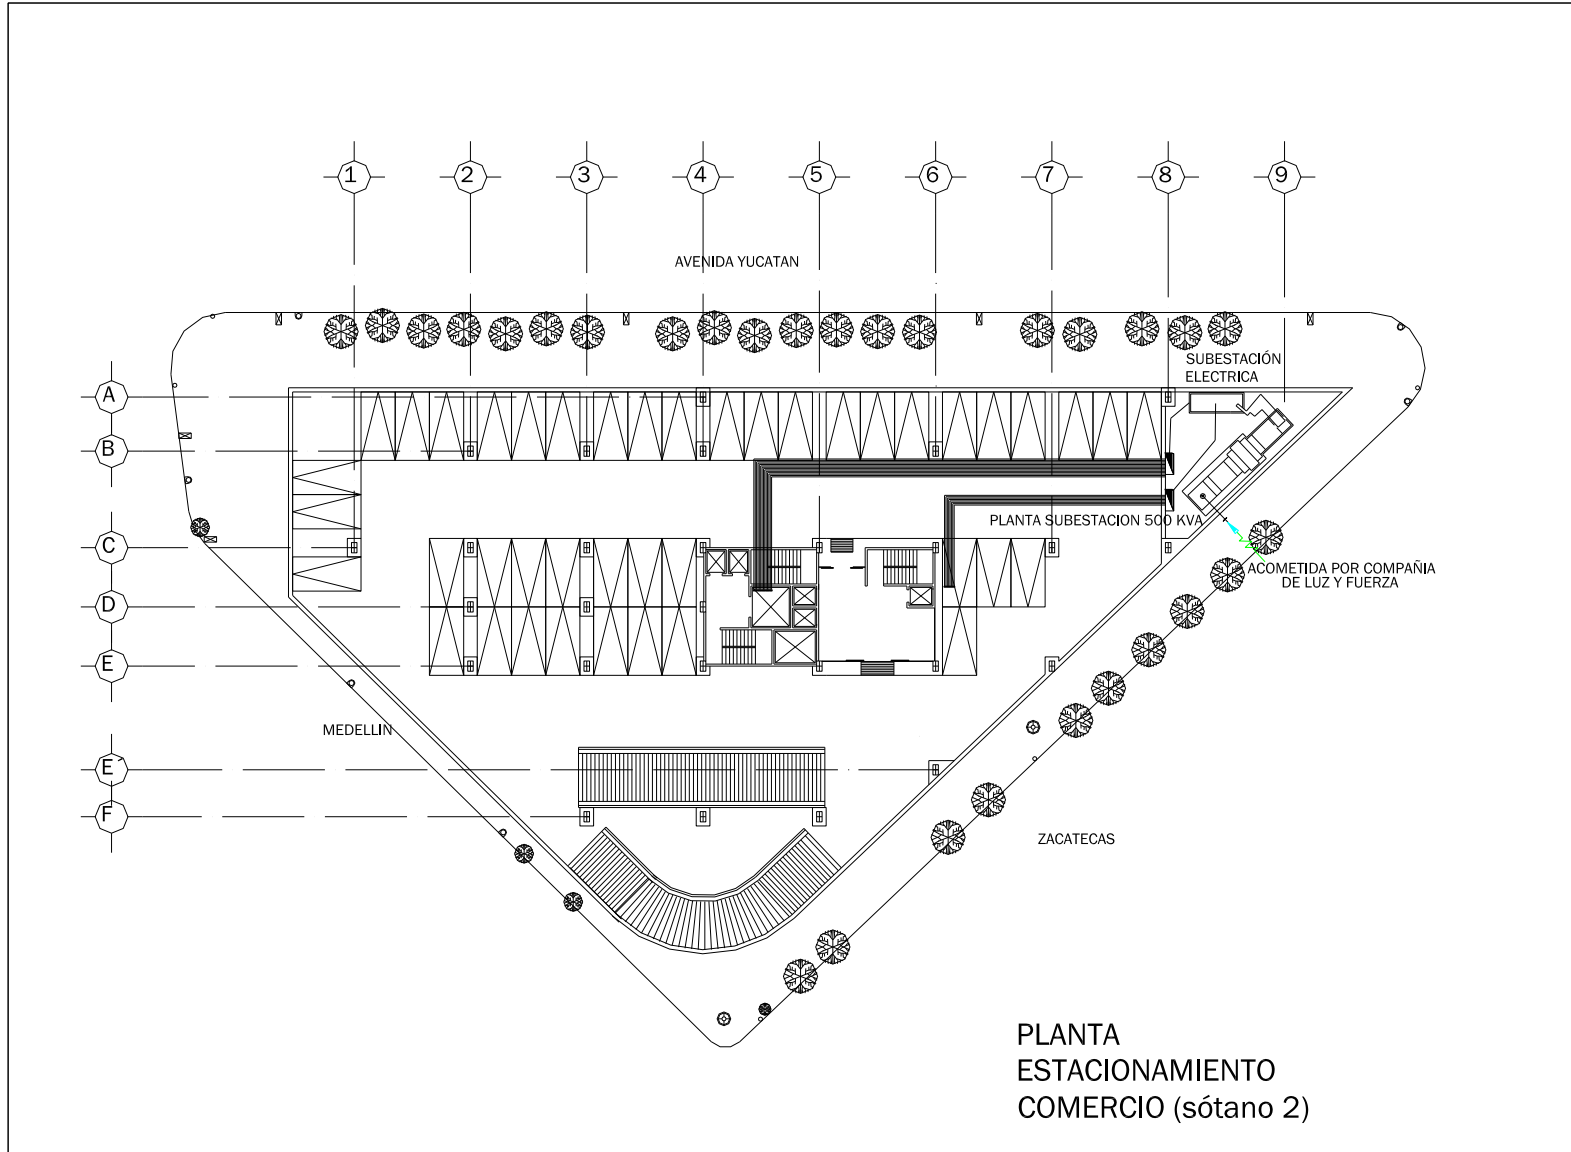 1 2 3 4 5 6 7 8 9
AVENIDA YUCATAN
SUBESTACIÓN
ELECTRICA
A
B
PLANTA SUBESTACION 500 KVA
C
ACOMETIDA POR COMPAÑIA
DE LUZ Y FUERZA
D
E
MEDELLIN
E´
F
ZACATECAS
PLANTA
ESTACIONAMIENTO
COMERCIO (sótano 2)